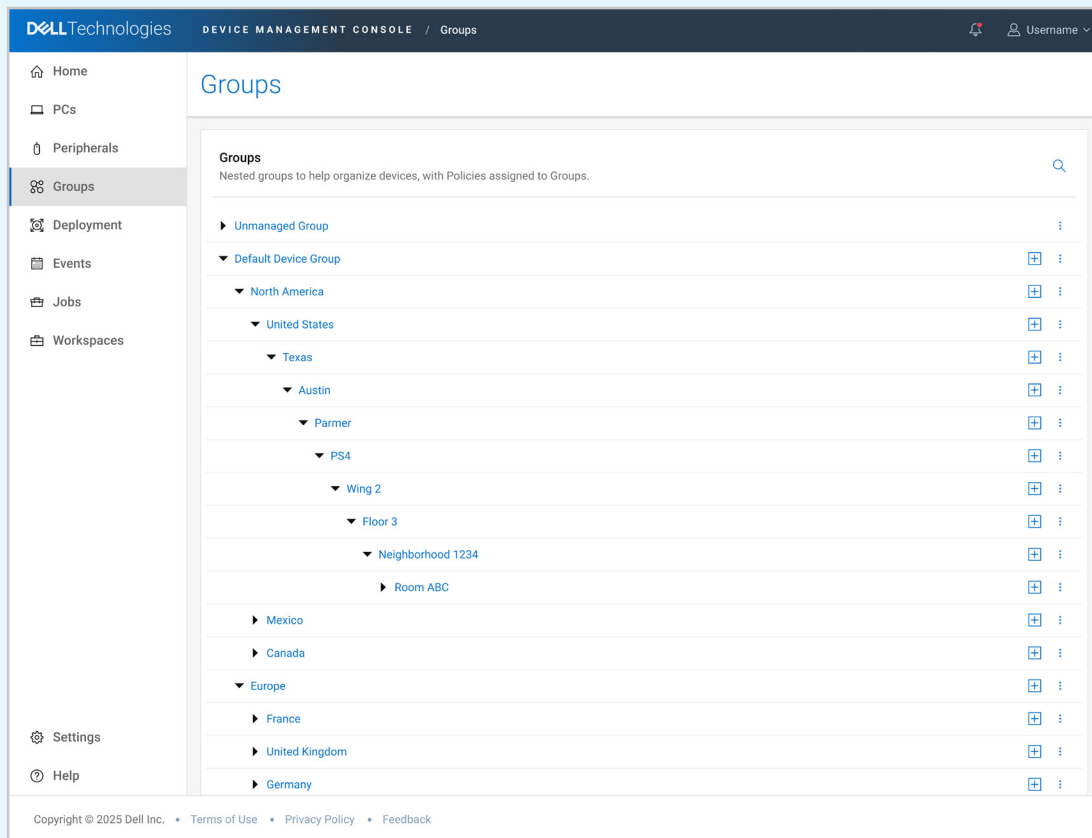 DELLTechnologies DEVICE MANAGEMENT CONSOLE / Groups Username
Home
PCs
Peripherals
Groups
Deployment
Events
Jobs
Workspaces
Settings
Help
Groups
Groups
Nested groups to help organize devices, with Policies assigned to Groups.
Unmanaged Group
Default Device Group
North America
United States
Texas
Austin
Parmer
PS4
Wing 2
Floor 3
Neighborhood 1234
Room ABC
Mexico
Canada
Europe
France
United Kingdom
Germany
Copyright © 2025 Dell Inc. • Terms of Use • Privacy Policy • Feedback